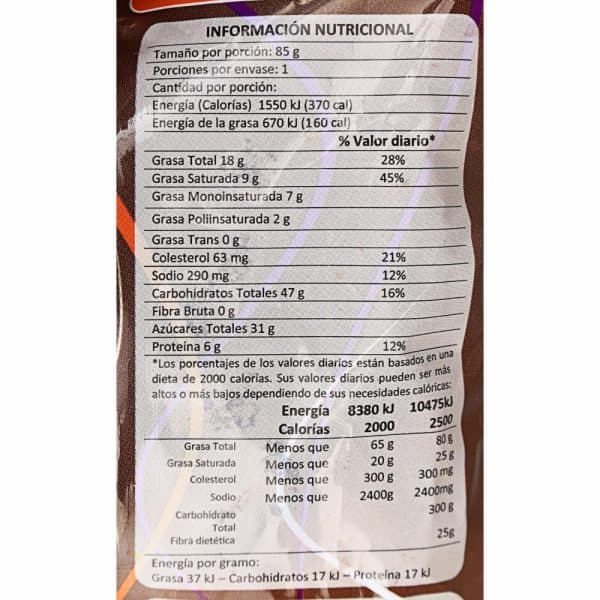 INFORMACIÓN NUTRICIONAL
Tamaño por porción: 85 g
Porciones por envase: 1
Cantidad por porción:
Energía (Calorías) 1550 kJ (370 cal)
Energía de la grasa 670 kJ (160 cal)
% Valor diario*
Grasa Total 18 g 28%
Grasa Saturada 9 g 45%
Grasa Monoinsaturada 7 g
Grasa Poliinsaturada 2 g
Grasa Trans 0 g
Colesterol 63 mg 21%
Sodio 290 mg 12%
Carbohidratos Totales 47 g 16%
Fibra Bruta 0 g
Azúcares Totales 31 g
Proteína 6 g 12%
*Los porcentajes de los valores diarios están basados en una
dieta de 2000 calorías. Sus valores diarios pueden ser más
altos o más bajos dependiendo de sus necesidades calóricas:
Energía 8380 kJ 10475kJ
Calorías 2000 2500
Grasa Total Menos que 65 g 80 g
Grasa Saturada Menos que 20 g 25 g
Colesterol Menos que 300 g 300 mg
Sodio Menos que 2400g 2400mg
Carbohidrato 300 g
Total
Fibra dietética 25g
Energía por gramo:
Grasa 37 kJ – Carbohidratos 17 kJ – Proteína 17 kJ